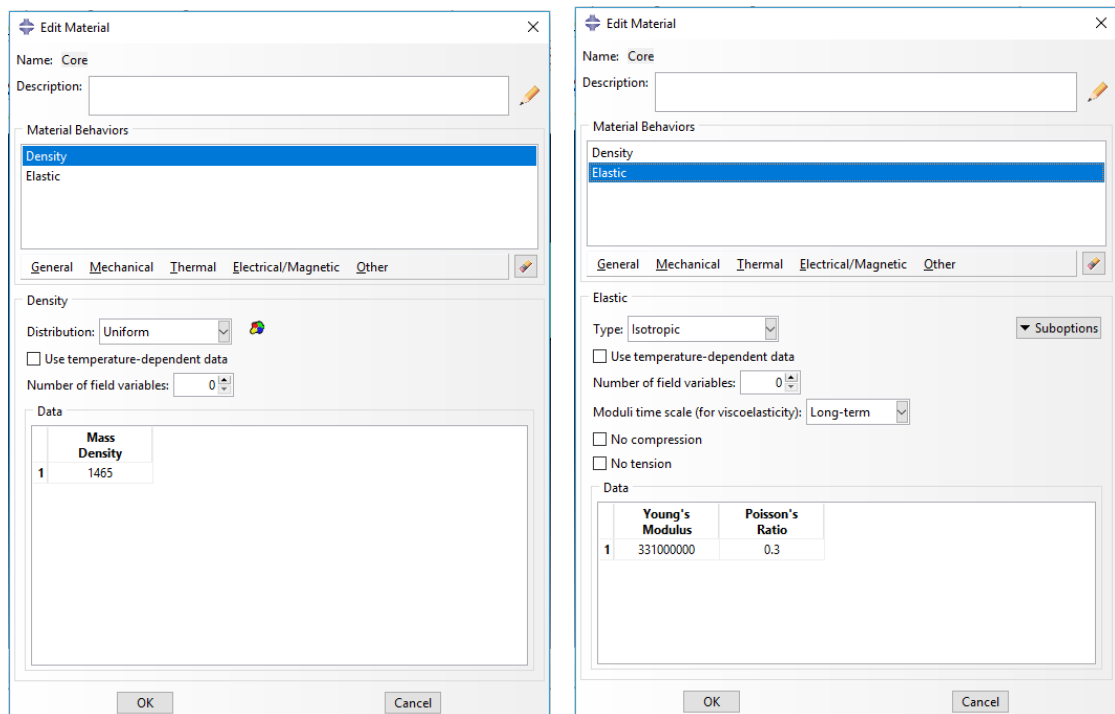 Edit Material
Name: Core
Description:
Material Behaviors
Density
Elastic
General Mechanical Thermal Electrical/Magnetic Other
Density
Distribution: Uniform
Use temperature-dependent data
Number of field variables: 0
Data
Mass
Density
1 1465
OK Cancel
Edit Material
Name: Core
Description:
Material Behaviors
Density
Elastic
General Mechanical Thermal Electrical/Magnetic Other
Elastic
Type: Isotropic Suboptions
Use temperature-dependent data
Number of field variables: 0
Moduli time scale (for viscoelasticity): Long-term
No compression
No tension
Data
Young's Poisson's
Modulus Ratio
1 331000000 0.3
OK Cancel